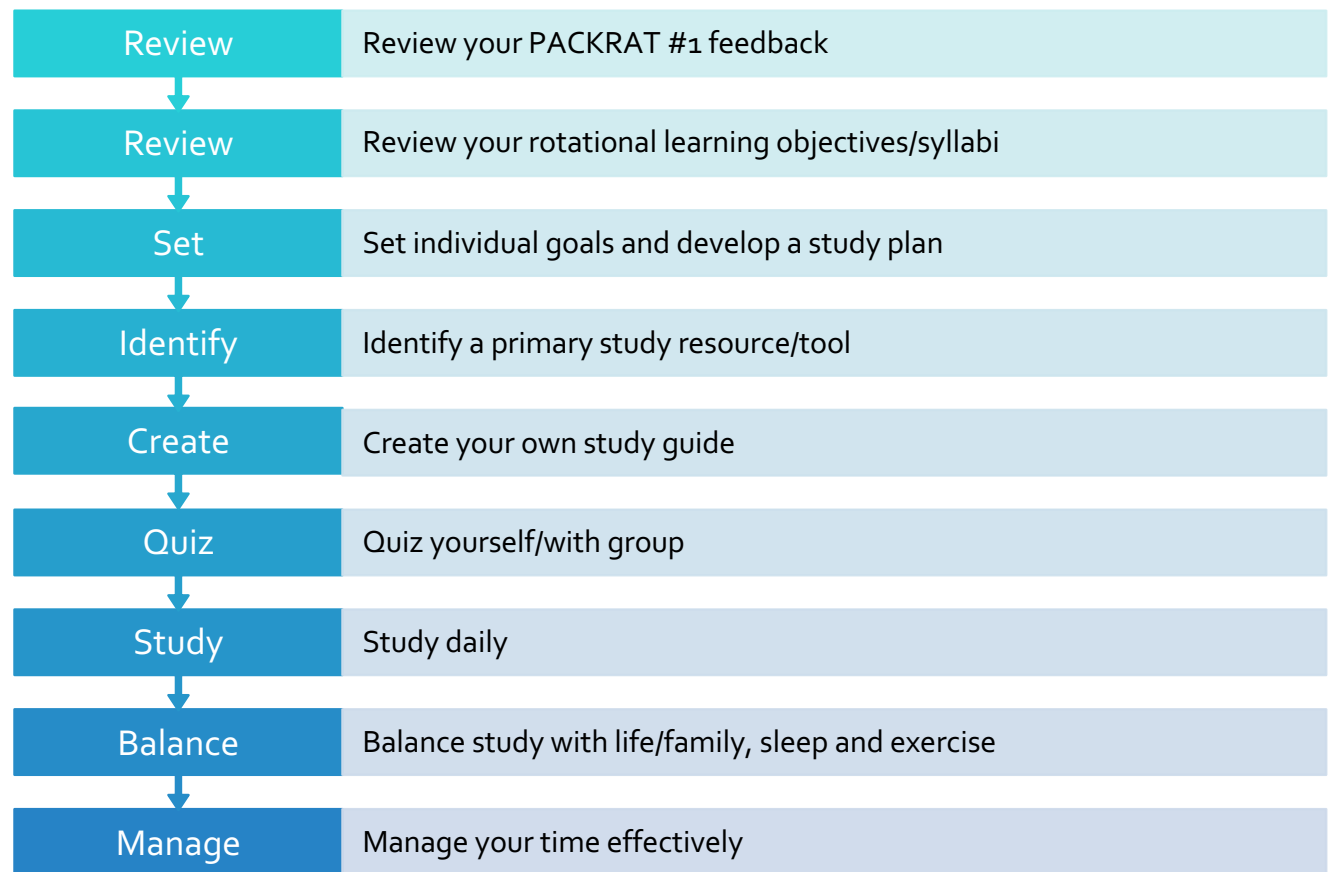 Review
Review your PACKRAT #1 feedback
Review
Review your rotational learning objectives/syllabi
Set
Set individual goals and develop a study plan
Identify
Identify a primary study resource/tool
Create
Create your own study guide
Quiz
Quiz yourself/with group
Study
Study daily
Balance
Balance study with life/family, sleep and exercise
Manage
Manage your time effectively